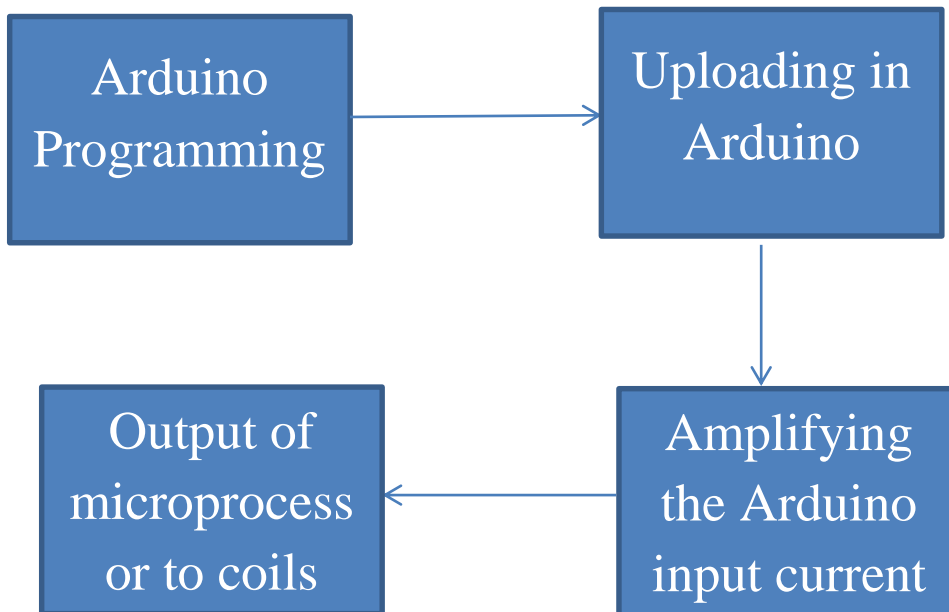 Arduino
Programming
Uploading in
Arduino
Amplifying
the Arduino
input current
Output of
microprocess
or to coils